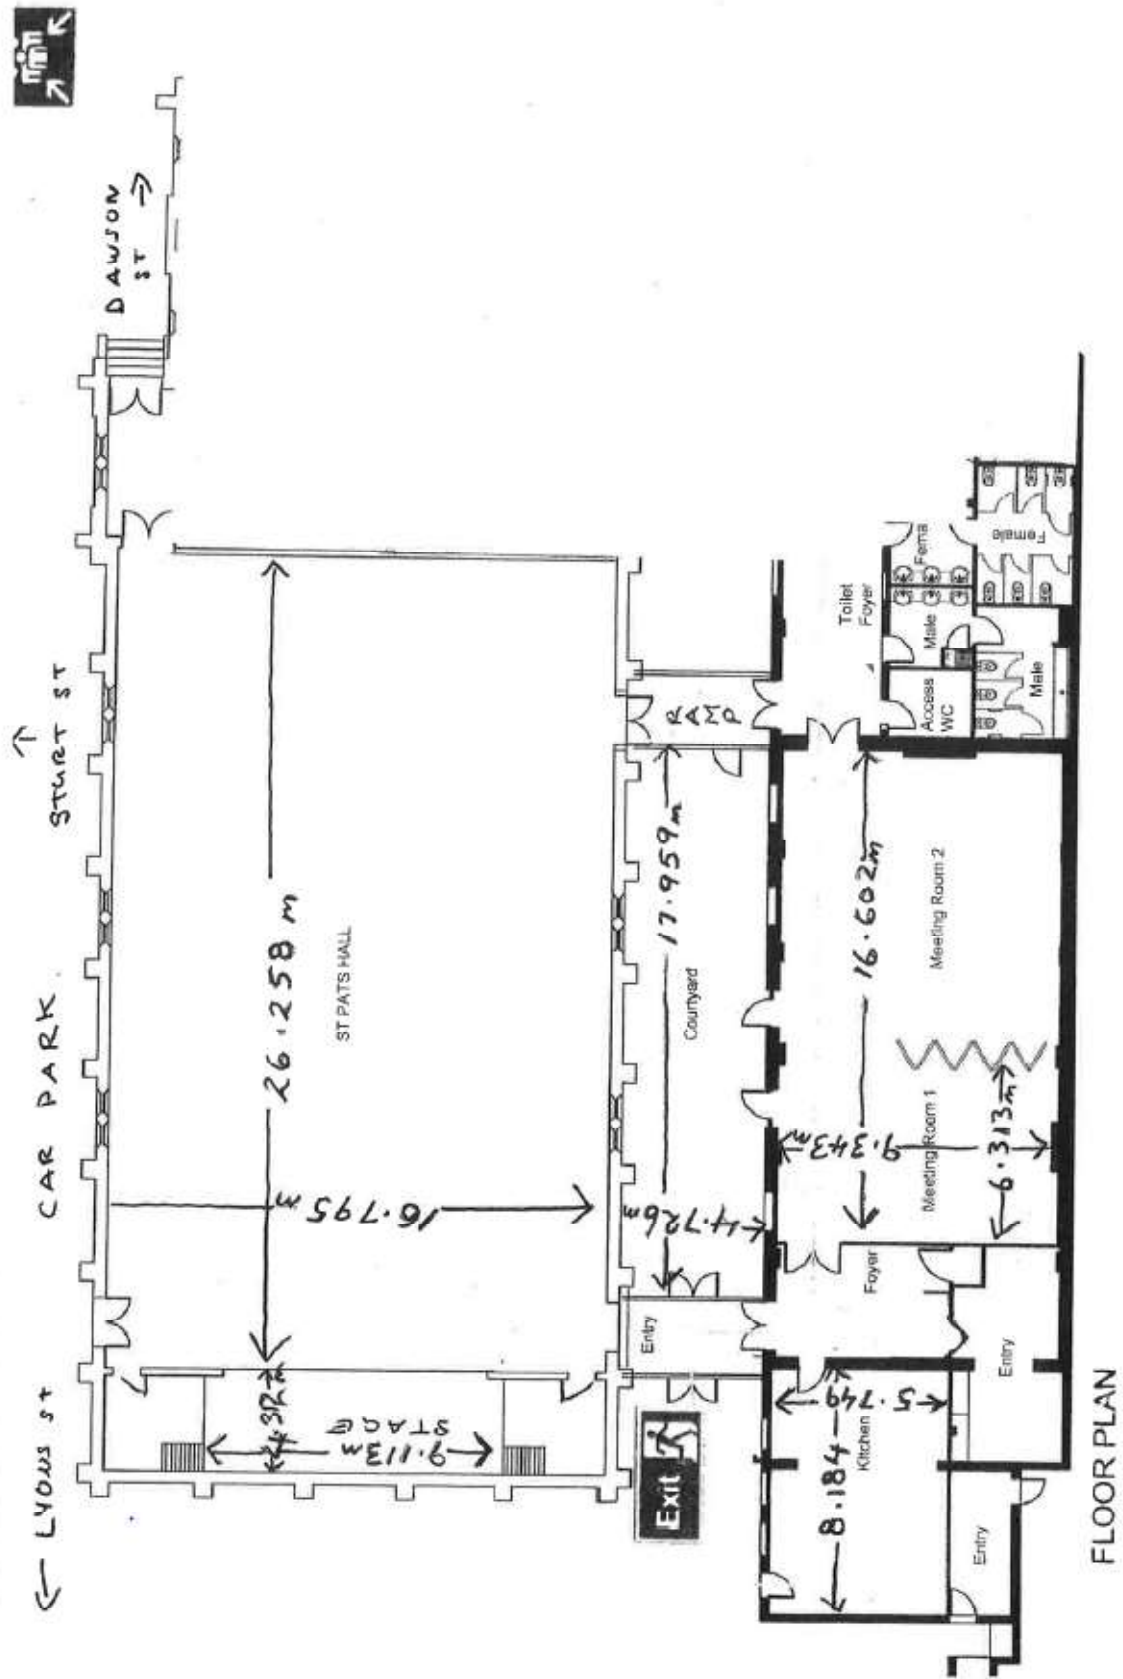 ← LYONS ST
CAR PARK.
STURT ST →
DAWSON
ST →
9.113m
STAGE
26.258 m
ST PATS HALL
16.795 m
Exit
Entry
4.726m
17.959m
Courtyard
8.184
Kitchen
5.749
Foyer
16.602m
9.343m
Meeting Room 1
Meeting Room 2
6.313m
Toilet
Foyer
Access
WC
Male
Fema
Male
Female
Entry
Entry
FLOOR PLAN